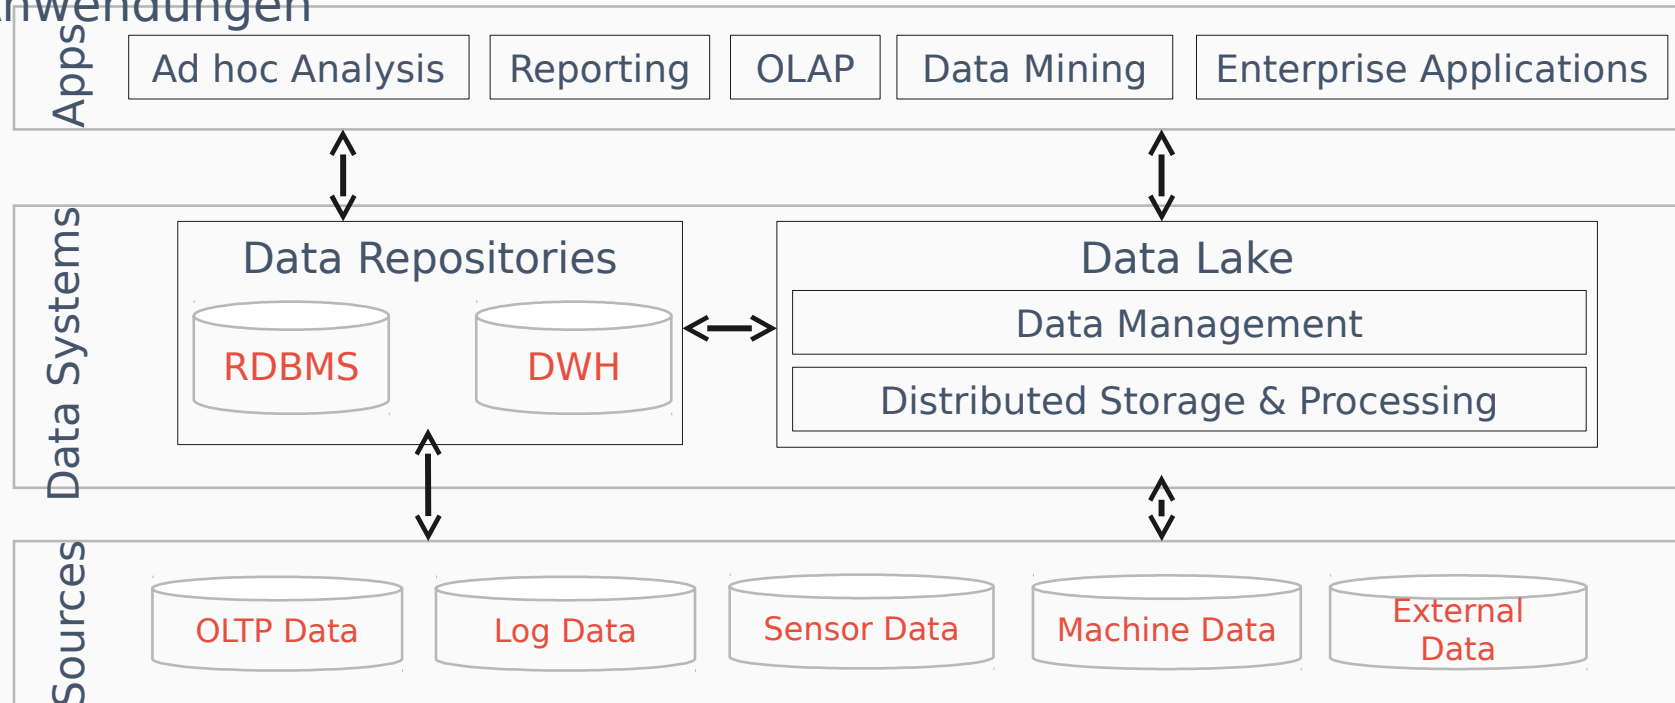 Anwendungen
Apps
Ad hoc Analysis
Reporting
OLAP
Data Mining
Enterprise Applications
Data Systems
Data Repositories
RDBMS
DWH
Data Lake
Data Management
Distributed Storage & Processing
Sources
OLTP Data
Log Data
Sensor Data
Machine Data
External
Data